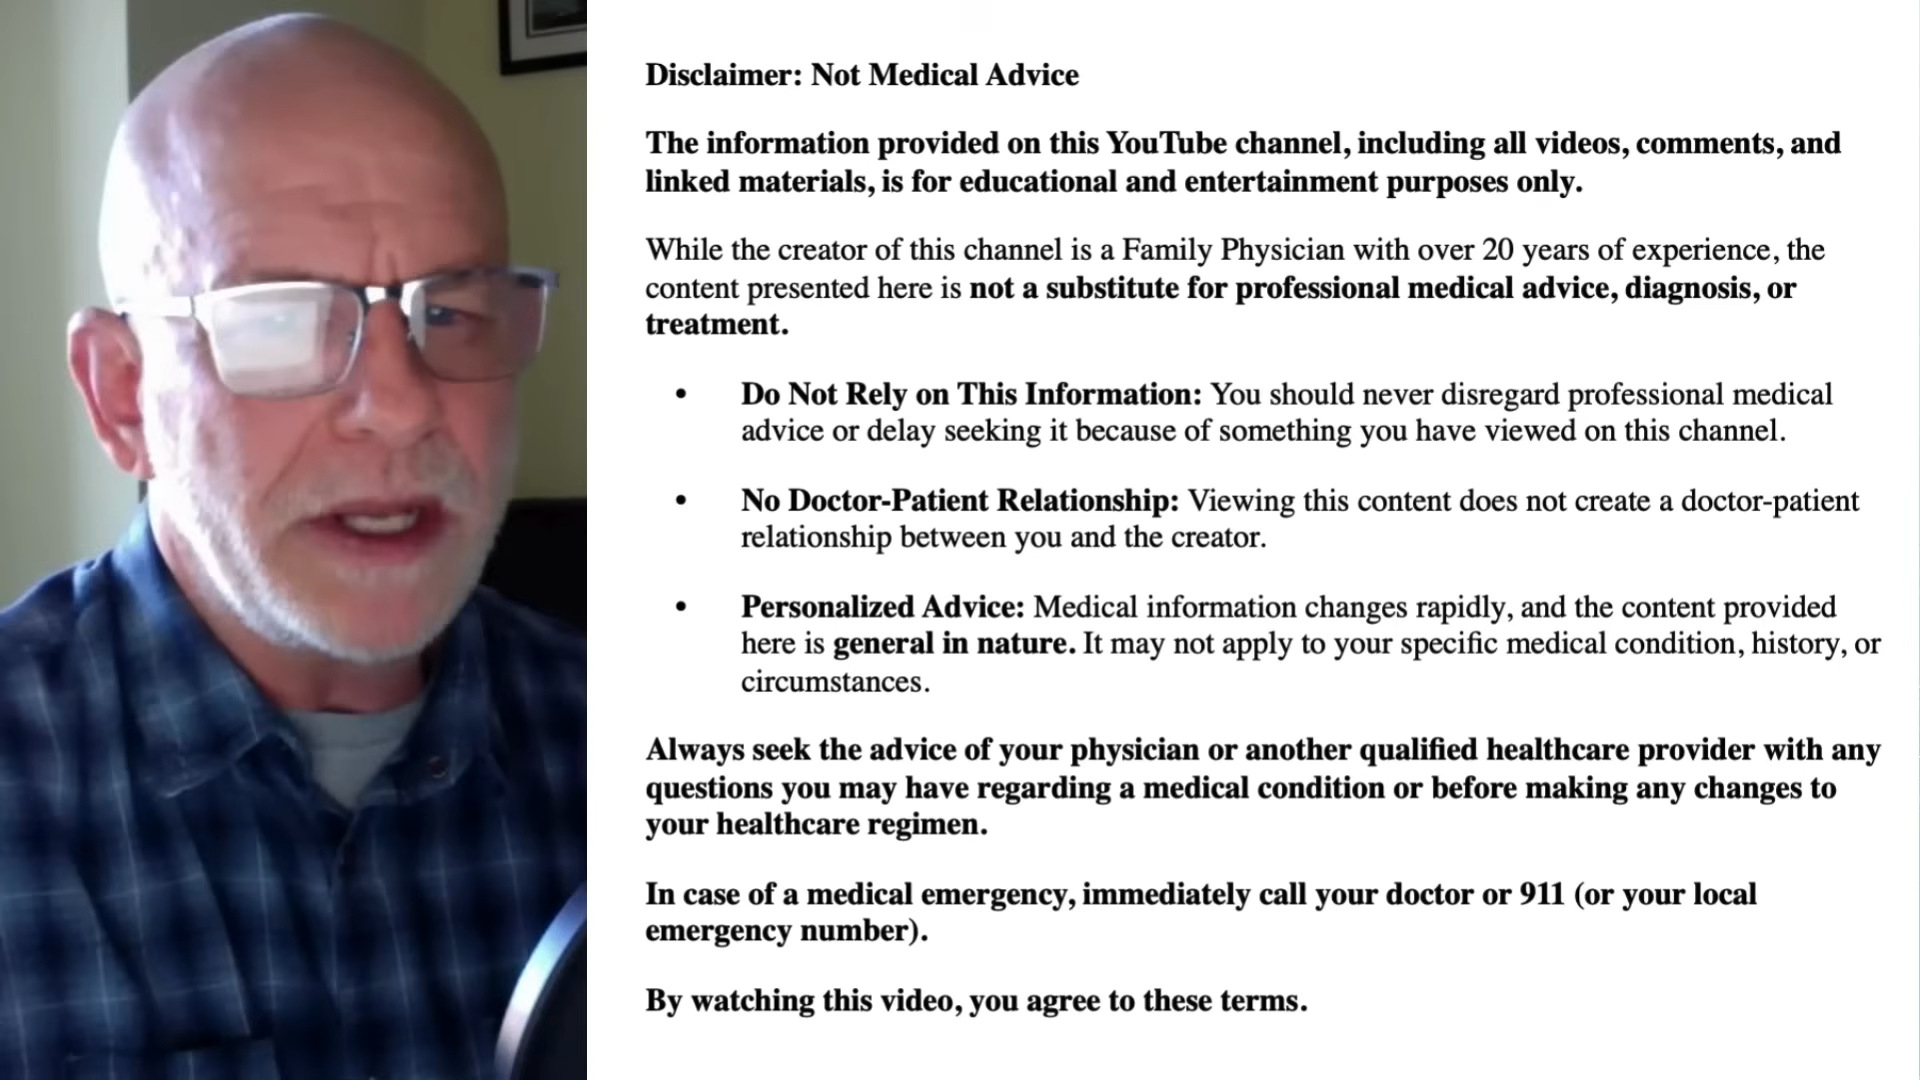 Disclaimer: Not Medical Advice
The information provided on this YouTube channel, including all videos, comments, and
linked materials, is for educational and entertainment purposes only.
While the creator of this channel is a Family Physician with over 20 years of experience, the
content presented here is not a substitute for professional medical advice, diagnosis, or
treatment.
• Do Not Rely on This Information: You should never disregard professional medical
advice or delay seeking it because of something you have viewed on this channel.
• No Doctor-Patient Relationship: Viewing this content does not create a doctor-patient
relationship between you and the creator.
• Personalized Advice: Medical information changes rapidly, and the content provided
here is general in nature. It may not apply to your specific medical condition, history, or
circumstances.
Always seek the advice of your physician or another qualified healthcare provider with any
questions you may have regarding a medical condition or before making any changes to
your healthcare regimen.
In case of a medical emergency, immediately call your doctor or 911 (or your local
emergency number).
By watching this video, you agree to these terms.